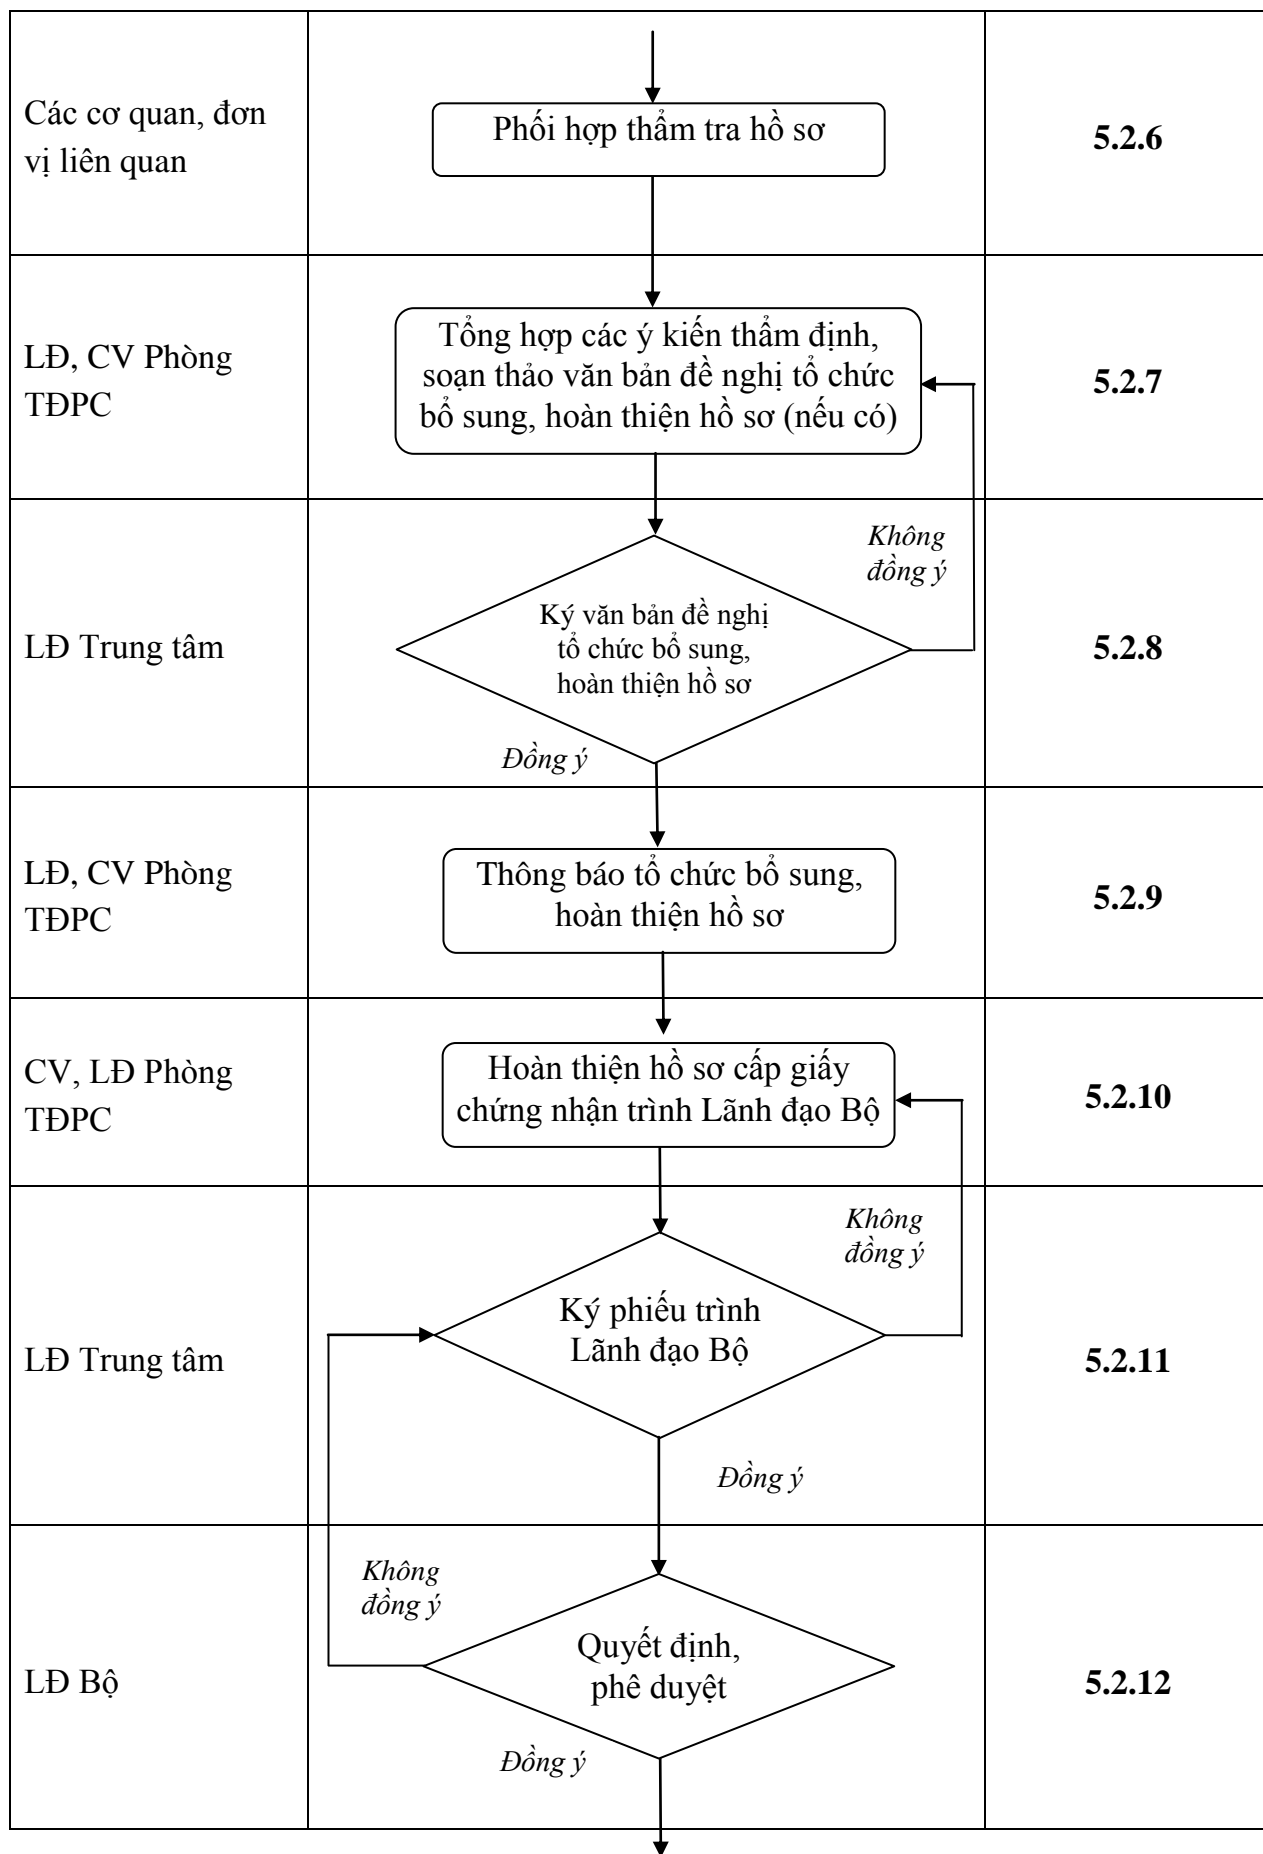 Các cơ quan, đơn
vị liên quan
Phối hợp thẩm tra hồ sơ
5.2.6
LĐ, CV Phòng
TĐPC
Tổng hợp các ý kiến thẩm định,
soạn thảo văn bản đề nghị tổ chức
bổ sung, hoàn thiện hồ sơ (nếu có)
5.2.7
LĐ Trung tâm
Không
đồng ý
Ký văn bản đề nghị
tổ chức bổ sung,
hoàn thiện hồ sơ
Đồng ý
5.2.8
LĐ, CV Phòng
TĐPC
Thông báo tổ chức bổ sung,
hoàn thiện hồ sơ
5.2.9
CV, LĐ Phòng
TĐPC
Hoàn thiện hồ sơ cấp giấy
chứng nhận trình Lãnh đạo Bộ
5.2.10
LĐ Trung tâm
Không
đồng ý
Ký phiếu trình
Lãnh đạo Bộ
Đồng ý
5.2.11
LĐ Bộ
Không
đồng ý
Quyết định,
phê duyệt
Đồng ý
5.2.12